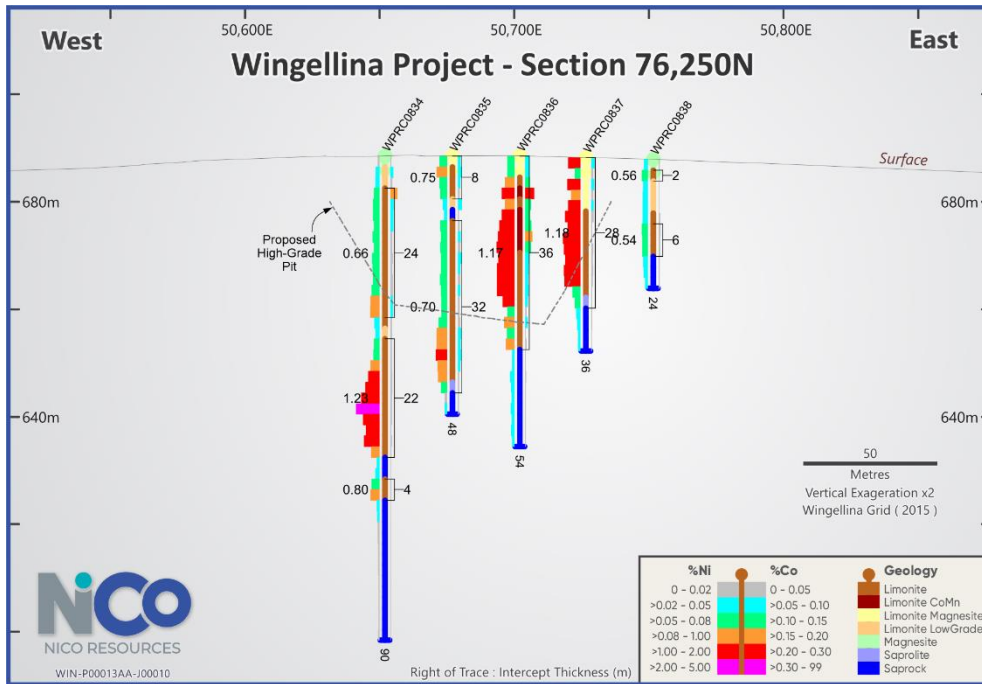 50,600E
50,700E
50,800E
West
East
Wingellina Project - Section 76,250N
WPRC0834
WPRC0835
WPRC0836
WPRC0837
WPRC0838
Surface
680m
680m
0.75
8
0.56
2
1.18
28
0.54
6
Proposed
High-Grade
Pit
0.66
24
1.17
36
0.70
32
24
36
640m
640m
1.23
22
48
54
0.80
4
90
50
Metres
Vertical Exageration x2
Wingellina Grid ( 2015 )
%Ni %Co Geology
0 - 0.02 0 - 0.05 Limonite
>0.02 - 0.05 >0.05 - 0.10 Limonite CoMn
>0.05 - 0.08 >0.10 - 0.15 Limonite Magnesite
>0.08 - 1.00 >0.15 - 0.20 Limonite LowGrade
>1.00 - 2.00 >0.20 - 0.30 Magnesite
>2.00 - 5.00 >0.30 - 99 Saprolite
Saprock
NiCo
NICO RESOURCES
WIN-P00013AA-J00010
Right of Trace : Intercept Thickness (m)